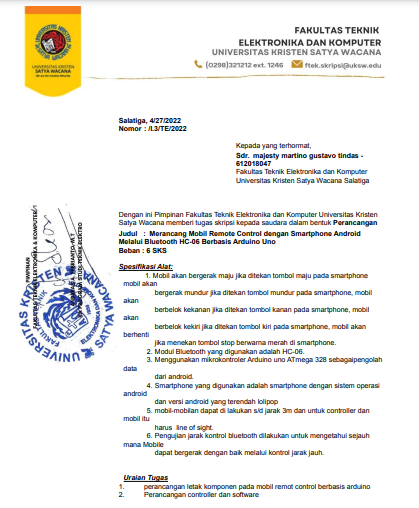 FAKULTAS TEKNIK
ELEKTRONIKA DAN KOMPUTER
UNIVERSITAS KRISTEN SATYA WACANA
(0298)321212 ext. 1246 ftek.skripsi@uksw.edu
UNIVERSITAS KRISTEN
SATYA WACANA
Salatiga, 4/27/2022
Nomor : /I.3/TE/2022
Kepada yang terhormat,
Sdr. majesty martino gustavo tindas -
612018047
Fakultas Teknik Elektronika dan Komputer
Universitas Kristen Satya Wacana Salatiga
Dengan ini Pimpinan Fakultas Teknik Elektronika dan Komputer Universitas Kristen
Satya Wacana memberi tugas skripsi kepada saudara dalam bentuk Perancangan
Judul : Merancang Mobil Remote Control dengan Smartphone Android
Melalui Bluetooth HC-06 Berbasis Arduino Uno
Beban : 6 SKS
Spesifikasi Alat:
1. Mobil akan bergerak maju jika ditekan tombol maju pada smartphone
mobil akan
bergerak mundur jika ditekan tombol mundur pada smartphone, mobil
akan
berbelok kekanan jika ditekan tombol kanan pada smartphone, mobil
akan
berbelok kekiri jika ditekan tombol kiri pada smartphone, mobil akan
berhenti
jika menekan tombol stop berwarna merah di smartphone.
2. Modul Bluetooth yang digunakan adalah HC-06.
3. Menggunakan mikrokontroler Arduino uno ATmega 328 sebagaipengolah
data
dari android.
4. Smartphone yang digunakan adalah smartphone dengan sistem operasi
android
dan versi android yang terendah lolipop
5. mobil-mobilan dapat di lakukan s/d jarak 3m dan untuk controller dan
mobil itu
harus line of sight.
6. Pengujian jarak kontrol bluetooth dilakukan untuk mengetahui sejauh
mana Mobile
dapat bergerak dengan baik melalui kontrol jarak jauh.
Uraian Tugas
1. perancangan letak komponen pada mobil remot control berbasis arduino
2. Perancangan controller dan software
UNIVERSITAS KRISTEN SATYA WACANA